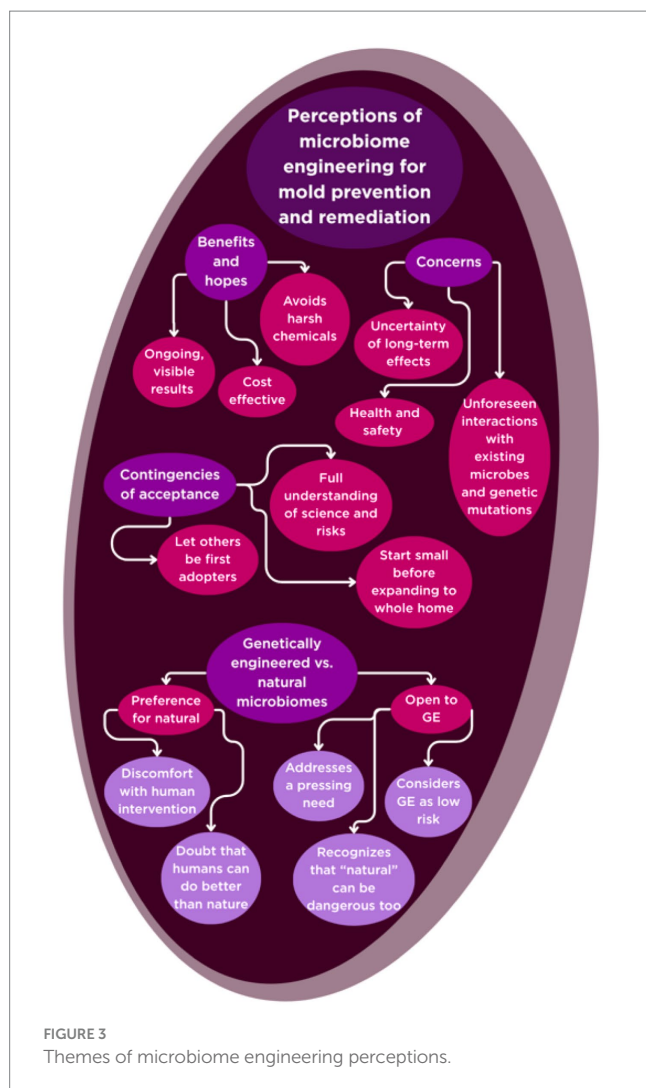 Perceptions of
microbiome
engineering for
mold prevention
and remediation
Benefits
and
hopes
Concerns
Avoids
harsh
chemicals
Uncertainty
of long-term
effects
Ongoing,
visible
results
Cost
effective
Health and
safety
Unforeseen
interactions
with
existing
microbes
and genetic
mutations
Contingencies
of acceptance
Full
understanding
of science and
risks
Let others
be first
adopters
Start small
before
expanding to
whole home
Genetically
engineered vs.
natural
microbiomes
Preference
for natural
Open to
GE
Discomfort
with human
intervention
Addresses
a pressing
need
Considers
GE as low
risk
Doubt that
humans can
do better
than nature
Recognizes
that “natural”
can be
dangerous too
FIGURE 3
Themes of microbiome engineering perceptions.